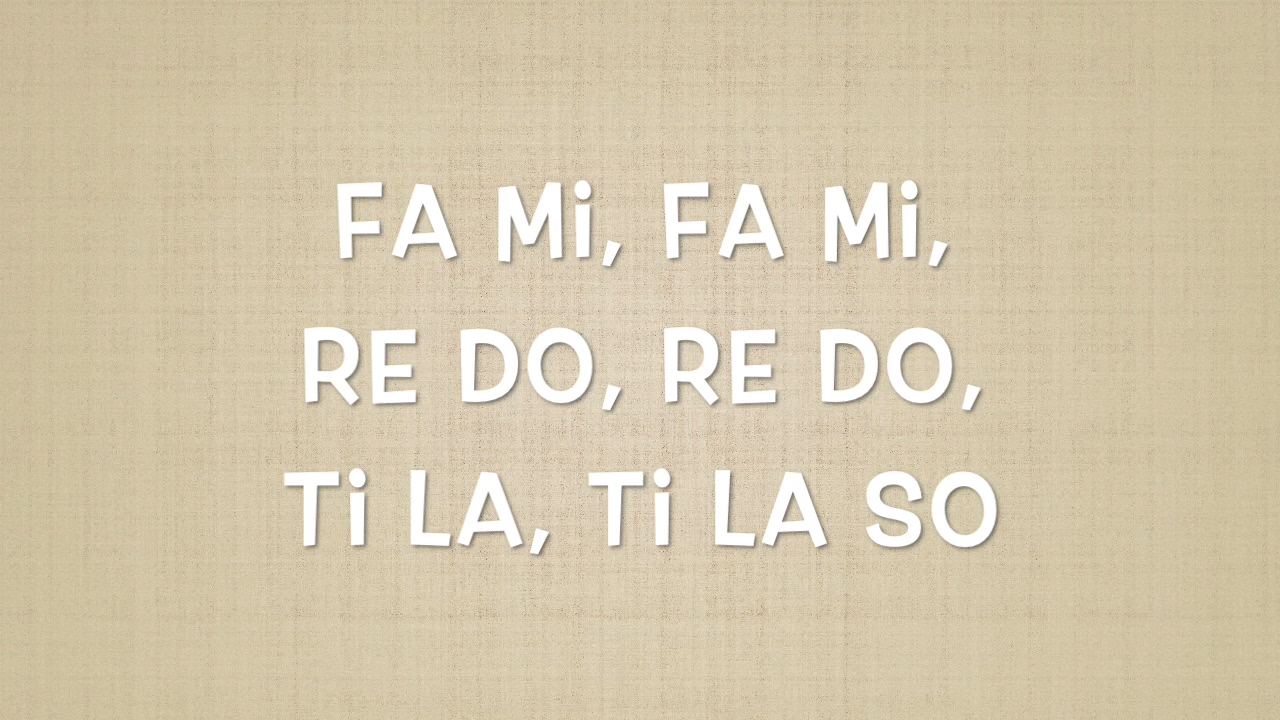 FA Mi, FA Mi,
RE DO, RE DO,
Ti LA, Ti LA SO